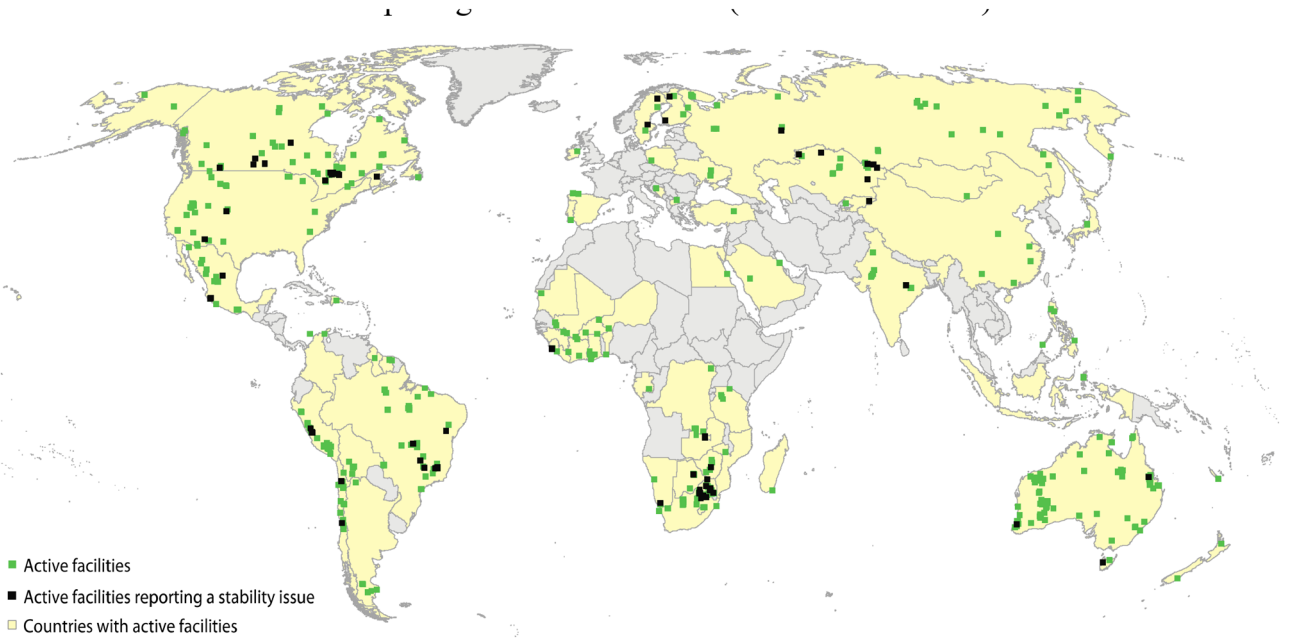 Active facilities
Active facilities reporting a stability issue
Countries with active facilities